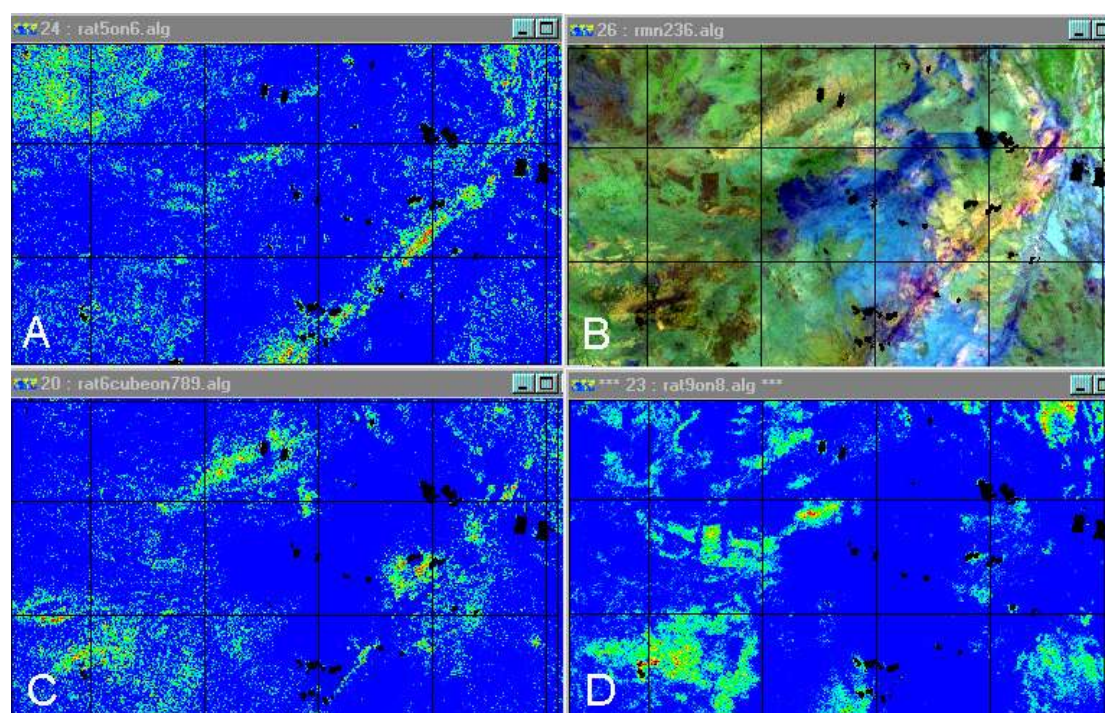 24 : rat5on6.alg
26 : rmn236.alg
A
B
20 : rat6cubeon789.alg
*** 23 : rat9on8.alg ***
C
D